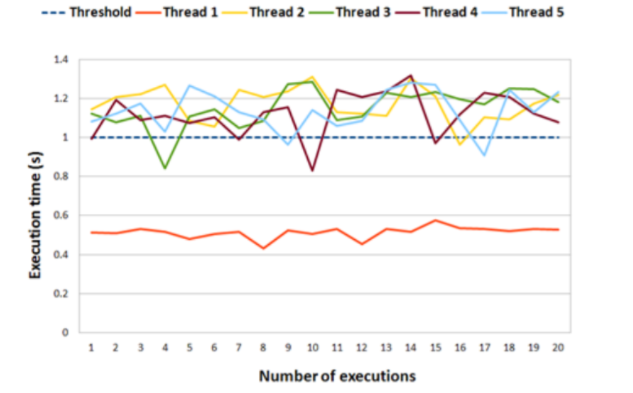 Threshold Thread 1 Thread 2 Thread 3 Thread 4 Thread 5
1.4
1.2
1
0.8
0.6
0.4
0.2
0
Execution time (s)
1 2 3 4 5 6 7 8 9 10 11 12 13 14 15 16 17 18 19 20
Number of executions